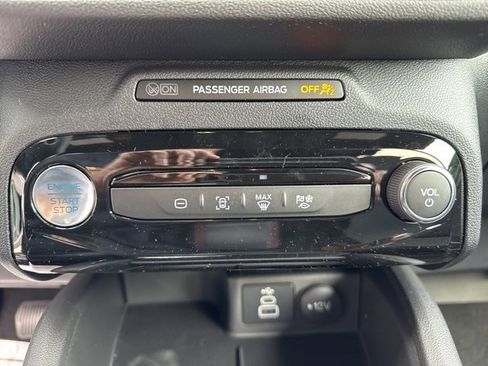 ON PASSENGER AIRBAG OFF
ENGINE
START
STOP
MAX
VOL
12V